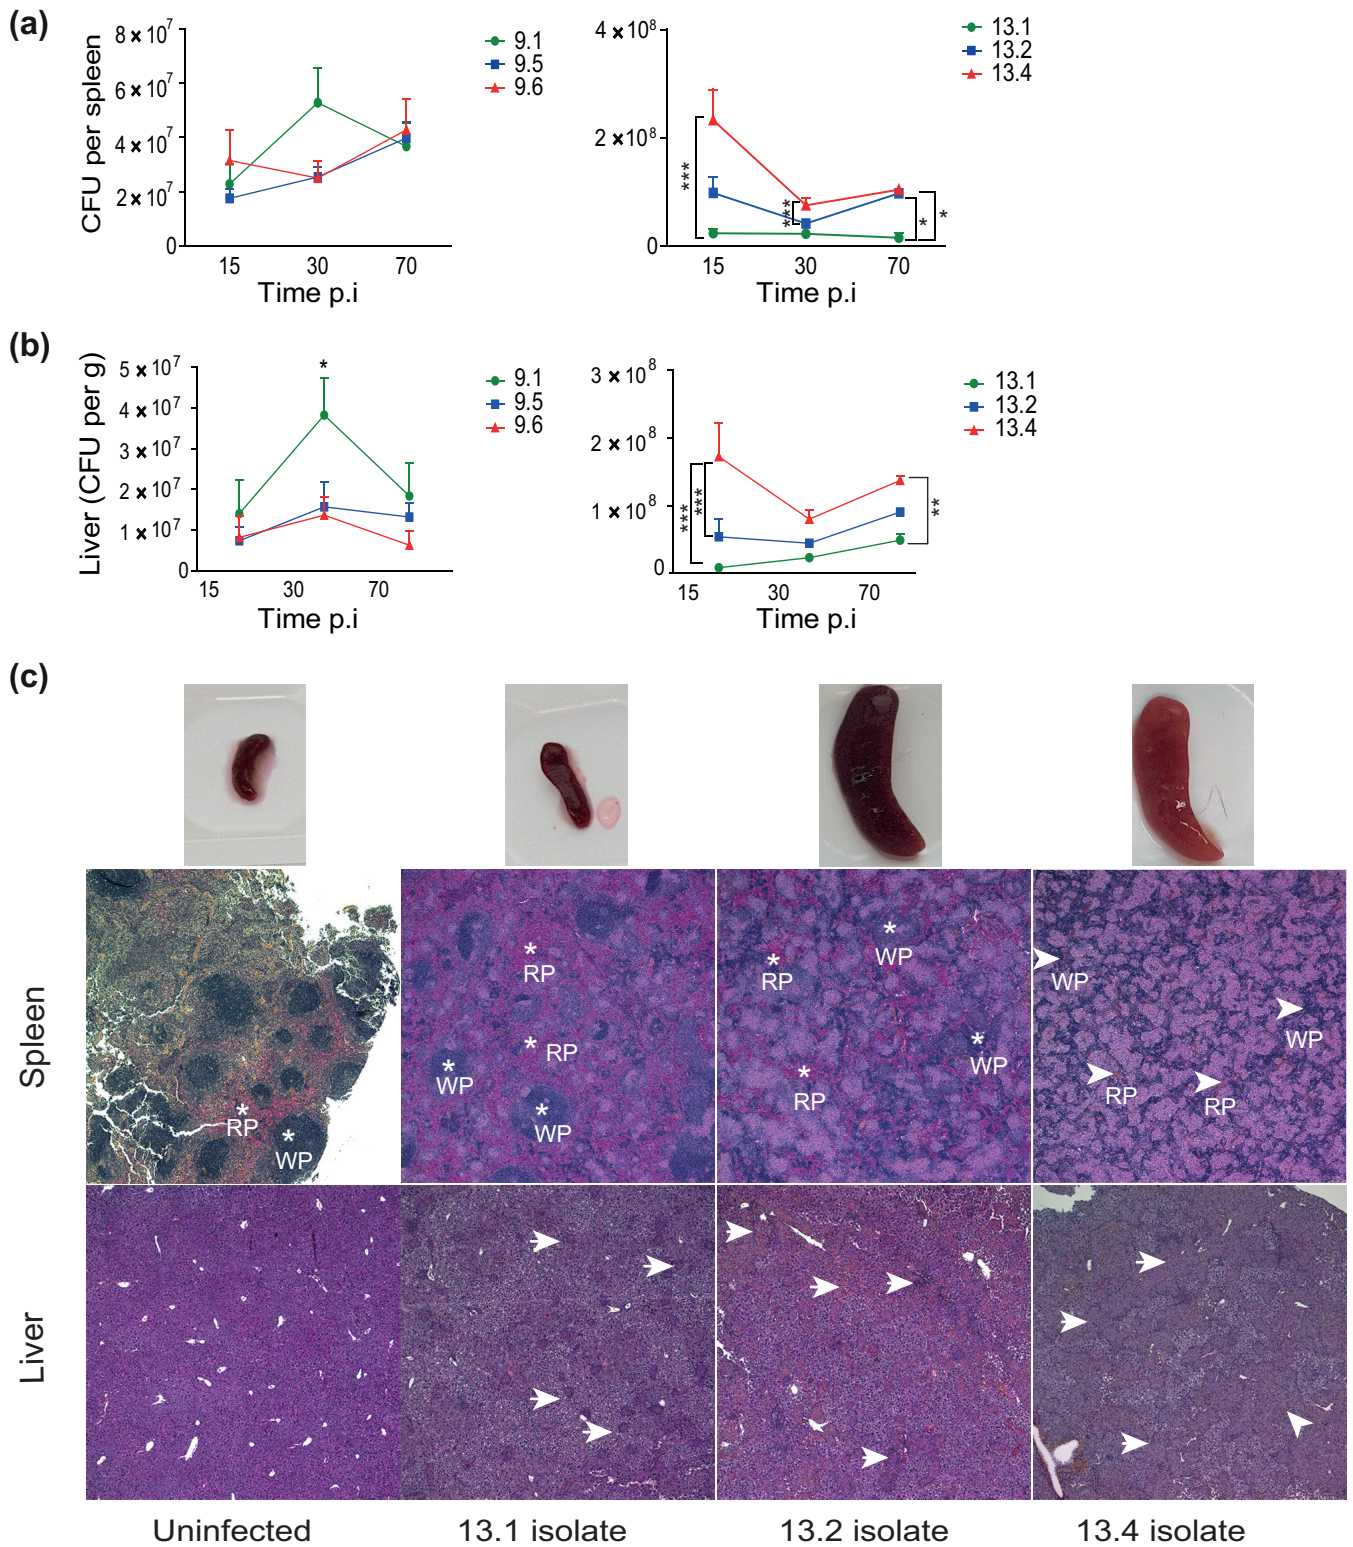 (a)
CFU per spleen
8 × 10⁷
6 × 10⁷
4 × 10⁷
2 × 10⁷
0
15 30 70
Time p.i
9.1
9.5
9.6
4 × 10⁸
2 × 10⁸
0
***
***
*
*
15 30 70
Time p.i
13.1
13.2
13.4
(b)
Liver (CFU per g)
5 × 10⁷
4 × 10⁷
3 × 10⁷
2 × 10⁷
1 × 10⁷
0
*
15 30 70
Time p.i
9.1
9.5
9.6
3 × 10⁸
2 × 10⁸
1 × 10⁸
0
***
***
**
15 30 70
Time p.i
13.1
13.2
13.4
(c)
Spleen
* RP
* WP
* RP
* RP
* WP
* WP
* WP
* RP
* WP
* RP
WP
WP
RP
RP
Liver
Uninfected
13.1 isolate
13.2 isolate
13.4 isolate